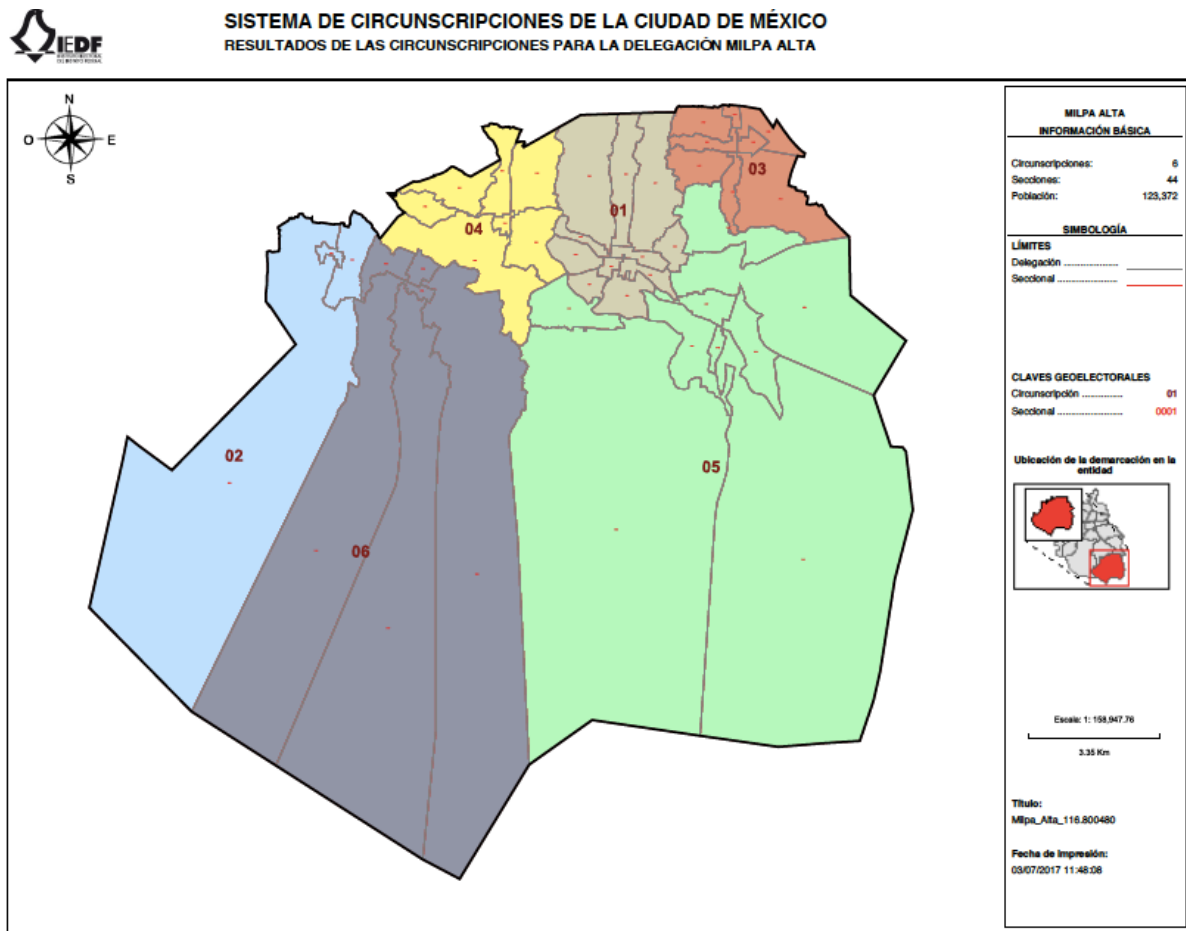 SISTEMA DE CIRCUNSCRIPCIONES DE LA CIUDAD DE MÉXICO
RESULTADOS DE LAS CIRCUNSCRIPCIONES PARA LA DELEGACIÓN MILPA ALTA
IEDF
N
O
E
S
03
01
04
02
05
06
MILPA ALTA
INFORMACIÓN BÁSICA
Circunscripciones: 6
Secciones: 44
Población: 123,372
SIMBOLOGÍA
LÍMITES
Delegación ....................
Seccional ......................
CLAVES GEOELECTORALES
Circunscripción .............. 01
Seccional ....................... 0001
Ubicación de la demarcación en la
entidad
Escala: 1: 158,947.76
3.35 Km
Título:
Milpa_Alta_116.800480
Fecha de impresión:
03/07/2017 11:48:08